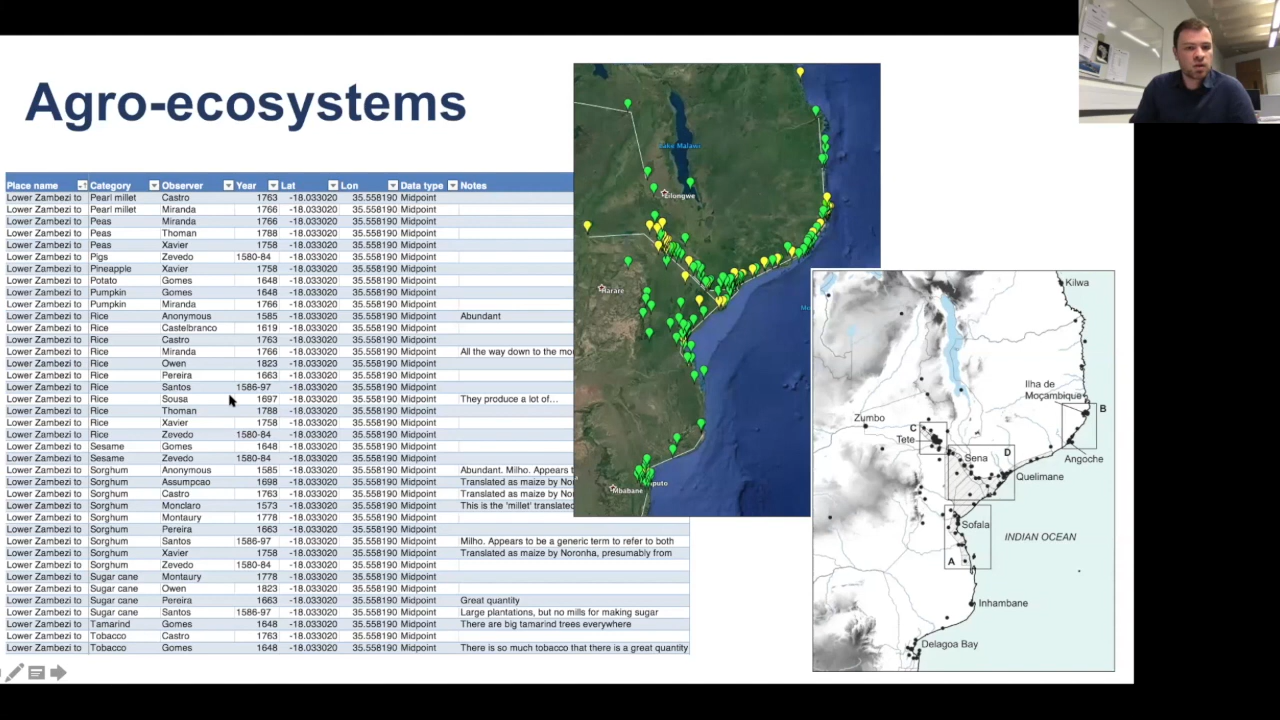 Agro-ecosystems
Place name Category Observer Year Lat Lon Data type Notes
Lower Zambezi to Pearl millet Castro 1763 -18.033020 35.558190 Midpoint
Lower Zambezi to Pearl millet Miranda 1766 -18.033020 35.558190 Midpoint
Lower Zambezi to Peas Miranda 1766 -18.033020 35.558190 Midpoint
Lower Zambezi to Peas Thoman 1788 -18.033020 35.558190 Midpoint
Lower Zambezi to Peas Xavier 1758 -18.033020 35.558190 Midpoint
Lower Zambezi to Pigs Zevedo 1580-84 -18.033020 35.558190 Midpoint
Lower Zambezi to Pineapple Xavier 1758 -18.033020 35.558190 Midpoint
Lower Zambezi to Potato Gomes 1648 -18.033020 35.558190 Midpoint
Lower Zambezi to Pumpkin Gomes 1648 -18.033020 35.558190 Midpoint
Lower Zambezi to Pumpkin Miranda 1766 -18.033020 35.558190 Midpoint
Lower Zambezi to Rice Anonymous 1585 -18.033020 35.558190 Midpoint Abundant
Lower Zambezi to Rice Castelbranco 1619 -18.033020 35.558190 Midpoint
Lower Zambezi to Rice Castro 1763 -18.033020 35.558190 Midpoint
Lower Zambezi to Rice Miranda 1766 -18.033020 35.558190 Midpoint All the way down to the mo
Lower Zambezi to Rice Owen 1823 -18.033020 35.558190 Midpoint
Lower Zambezi to Rice Pereira 1663 -18.033020 35.558190 Midpoint
Lower Zambezi to Rice Santos 1586-97 -18.033020 35.558190 Midpoint
Lower Zambezi to Rice Sousa 1697 -18.033020 35.558190 Midpoint They produce a lot of…
Lower Zambezi to Rice Thoman 1788 -18.033020 35.558190 Midpoint
Lower Zambezi to Rice Xavier 1758 -18.033020 35.558190 Midpoint
Lower Zambezi to Rice Zevedo 1580-84 -18.033020 35.558190 Midpoint
Lower Zambezi to Sesame Gomes 1648 -18.033020 35.558190 Midpoint
Lower Zambezi to Sesame Zevedo 1580-84 -18.033020 35.558190 Midpoint
Lower Zambezi to Sorghum Anonymous 1585 -18.033020 35.558190 Midpoint Abundant. Milho. Appears t
Lower Zambezi to Sorghum Assumpcao 1698 -18.033020 35.558190 Midpoint Translated as maize by Nor
Lower Zambezi to Sorghum Castro 1763 -18.033020 35.558190 Midpoint Translated as maize by Nor
Lower Zambezi to Sorghum Monclaro 1573 -18.033020 35.558190 Midpoint This is the 'millet' translated
Lower Zambezi to Sorghum Montaury 1778 -18.033020 35.558190 Midpoint
Lower Zambezi to Sorghum Pereira 1663 -18.033020 35.558190 Midpoint
Lower Zambezi to Sorghum Santos 1586-97 -18.033020 35.558190 Midpoint Milho. Appears to be a generic term to refer to both
Lower Zambezi to Sorghum Xavier 1758 -18.033020 35.558190 Midpoint Translated as maize by Noronha, presumably from
Lower Zambezi to Sorghum Zevedo 1580-84 -18.033020 35.558190 Midpoint
Lower Zambezi to Sugar cane Montaury 1778 -18.033020 35.558190 Midpoint
Lower Zambezi to Sugar cane Owen 1823 -18.033020 35.558190 Midpoint
Lower Zambezi to Sugar cane Pereira 1663 -18.033020 35.558190 Midpoint Great quantity
Lower Zambezi to Sugar cane Santos 1586-97 -18.033020 35.558190 Midpoint Large plantations, but no mills for making sugar
Lower Zambezi to Tamarind Gomes 1648 -18.033020 35.558190 Midpoint There are big tamarind trees everywhere
Lower Zambezi to Tobacco Castro 1763 -18.033020 35.558190 Midpoint
Lower Zambezi to Tobacco Gomes 1648 -18.033020 35.558190 Midpoint There is so much tobacco that there is a great quantity
Lake Malawi
Lilongwe
Harare
Mbabane
Maputo
Kilwa
Ilha de
Moçambique
B
Zumbo
C
Tete
D
Sena
Angoche
Quelimane
Sofala
INDIAN OCEAN
A
Inhambane
Delagoa Bay